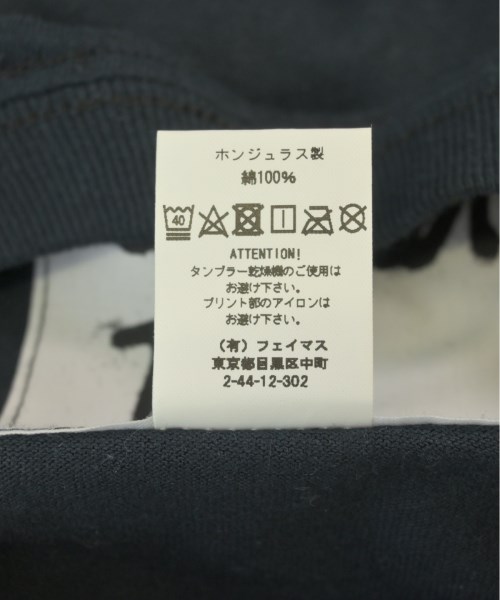 ホンジュラス製
綿100%
40
ATTENTION!
タンブラー乾燥機のご使用は
お避け下さい。
プリント部のアイロンは
お避け下さい。
(有) フェイマス
東京都目黒区中町
2-44-12-302